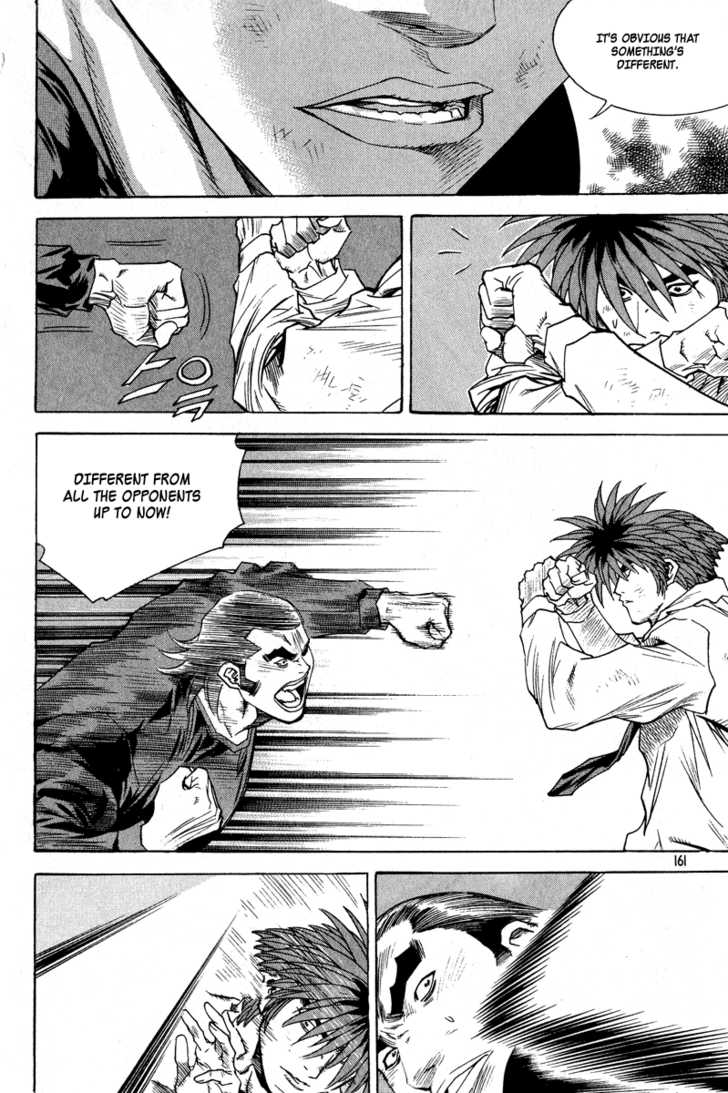 IT'S OBVIOUS THAT
SOMETHING'S
DIFFERENT.
DIFFERENT FROM
ALL THE OPPONENTS
UP TO NOW!
161